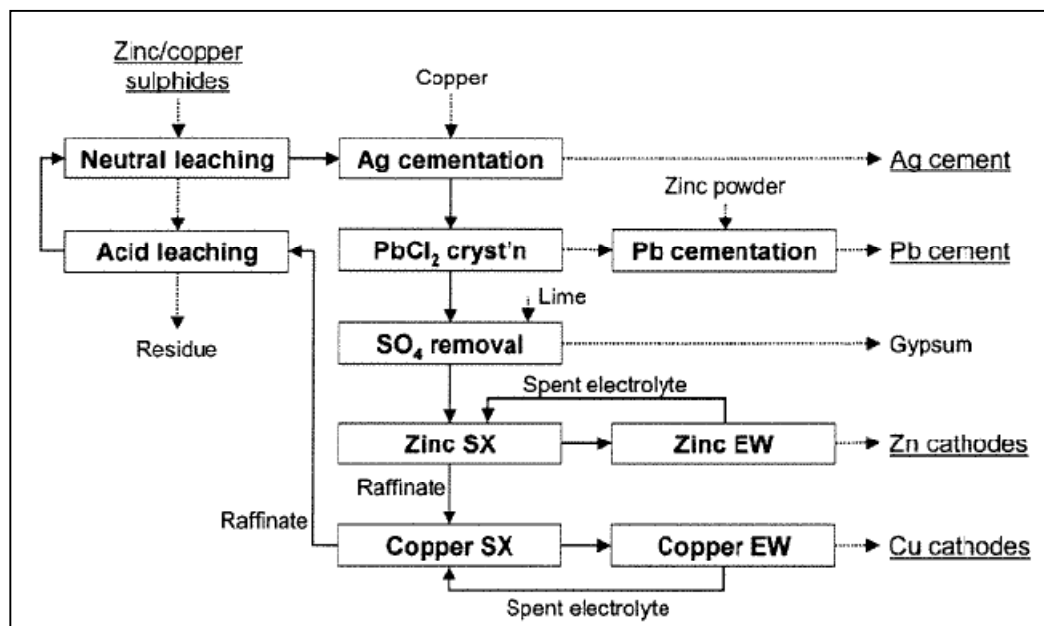 Zinc/copper
sulphides
Copper
Neutral leaching
Ag cementation
Ag cement
Zinc powder
Acid leaching
PbCl₂ cryst'n
Pb cementation
Pb cement
Lime
Residue
SO₄ removal
Gypsum
Spent electrolyte
Zinc SX
Zinc EW
Zn cathodes
Raffinate
Raffinate
Copper SX
Copper EW
Cu cathodes
Spent electrolyte